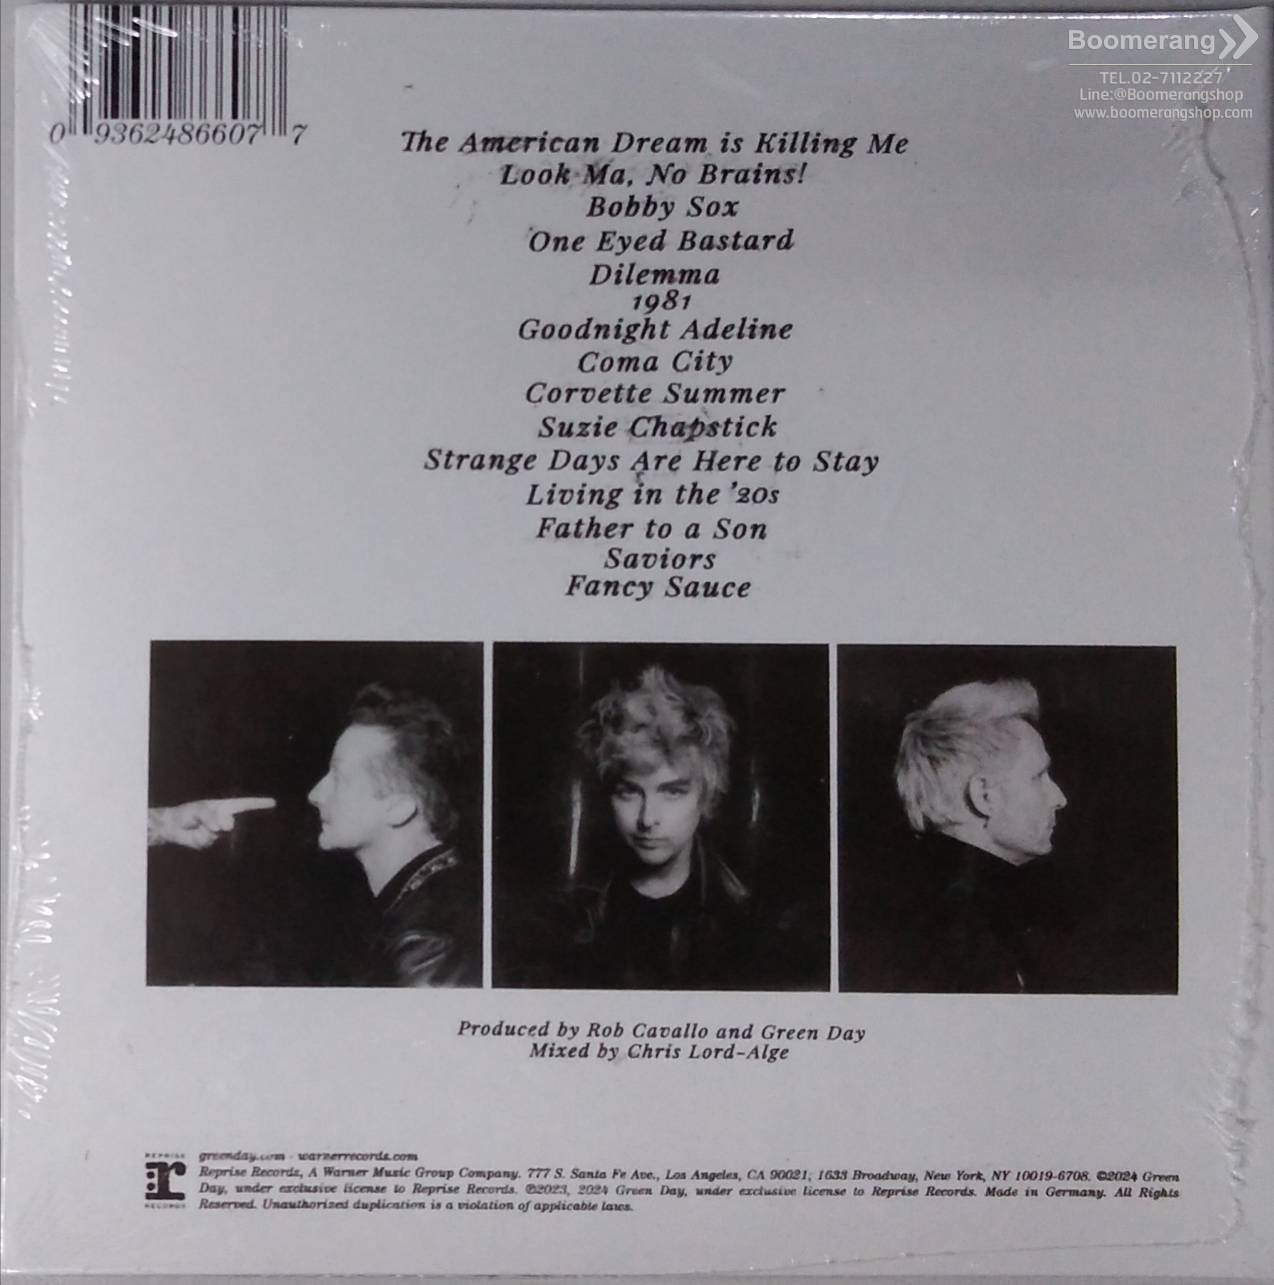 Boomerang
TEL.02-7112227
Line:@Boomerangshop
www.boomerangshop.com
0 9362486607 7
The American Dream is Killing Me
Look Ma, No Brains!
Bobby Sox
One Eyed Bastard
Dilemma
1981
Goodnight Adeline
Coma City
Corvette Summer
Suzie Chapstick
Strange Days Are Here to Stay
Living in the '20s
Father to a Son
Saviors
Fancy Sauce
Produced by Rob Cavallo and Green Day
Mixed by Chris Lord-Alge
REPRISE
r
RECORDS
greenday.com · warnerrecords.com
Reprise Records, A Warner Music Group Company. 777 S. Santa Fe Ave., Los Angeles, CA 90021; 1633 Broadway, New York, NY 10019-6708. ©2024 Green
Day, under exclusive license to Reprise Records. ℗2023, 2024 Green Day, under exclusive license to Reprise Records. Made in Germany. All Rights
Reserved. Unauthorized duplication is a violation of applicable laws.